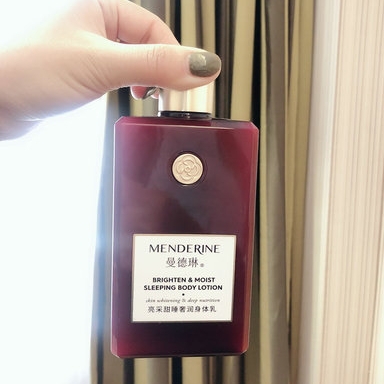 MENDERINE
曼德琳®
BRIGHTEN & MOIST
SLEEPING BODY LOTION
skin whitening & deep nutrition
亮采甜睡奢润身体乳